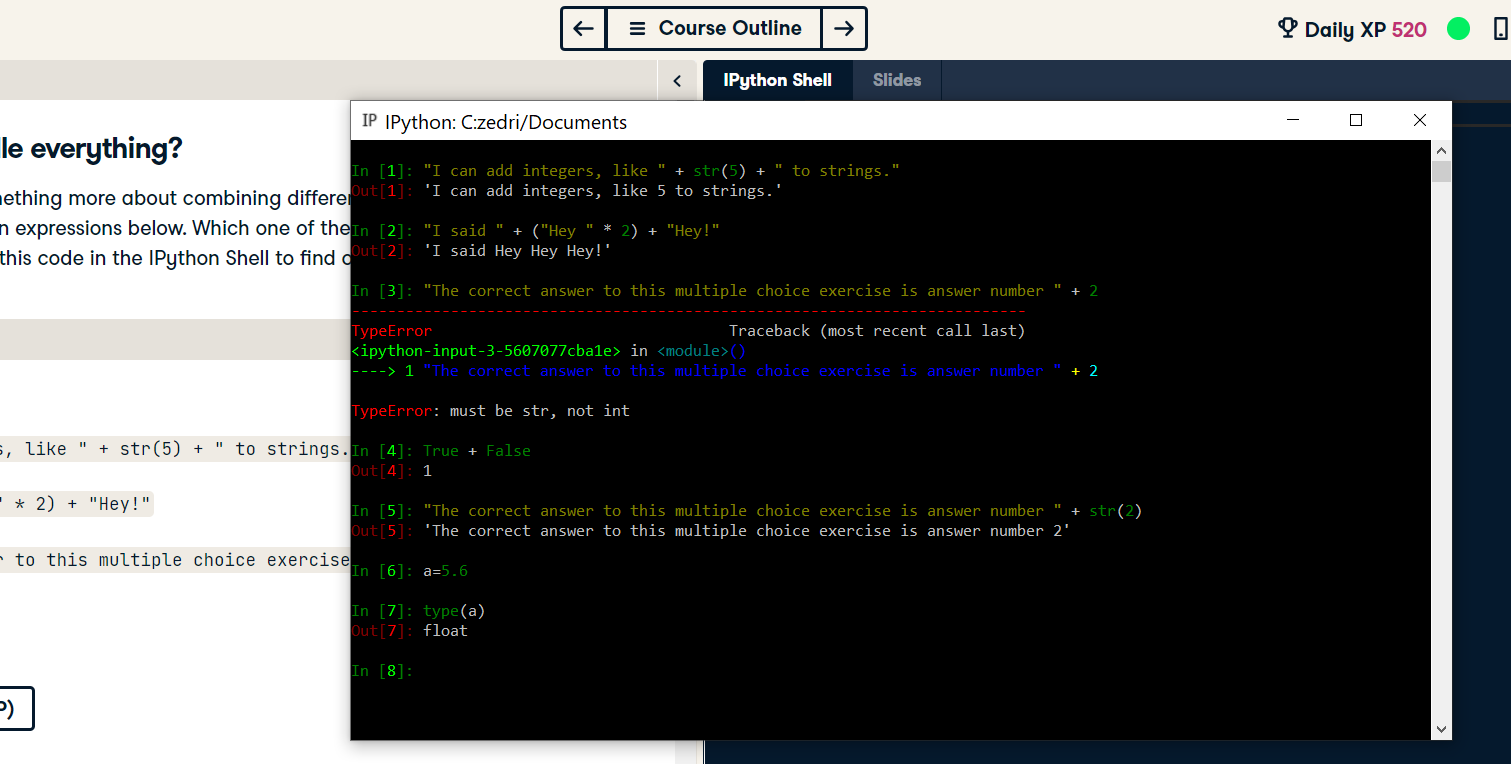 Course Outline
Daily XP 520
IPython Shell
Slides
le everything?
mething more about combining differe
n expressions below. Which one of the
this code in the IPython Shell to find
s, like " + str(5) + " to strings.
" * 2) + "Hey!"
r to this multiple choice exercise
P)
IP IPython: C:zedri/Documents
In [1]: "I can add integers, like " + str(5) + " to strings."
Out[1]: 'I can add integers, like 5 to strings.'
In [2]: "I said " + ("Hey " * 2) + "Hey!"
Out[2]: 'I said Hey Hey Hey!'
In [3]: "The correct answer to this multiple choice exercise is answer number " + 2
---------------------------------------------------------------------------
TypeError                                 Traceback (most recent call last)
<ipython-input-3-5607077cba1e> in <module>()
----> 1 "The correct answer to this multiple choice exercise is answer number " + 2
TypeError: must be str, not int
In [4]: True + False
Out[4]: 1
In [5]: "The correct answer to this multiple choice exercise is answer number " + str(2)
Out[5]: 'The correct answer to this multiple choice exercise is answer number 2'
In [6]: a=5.6
In [7]: type(a)
Out[7]: float
In [8]: